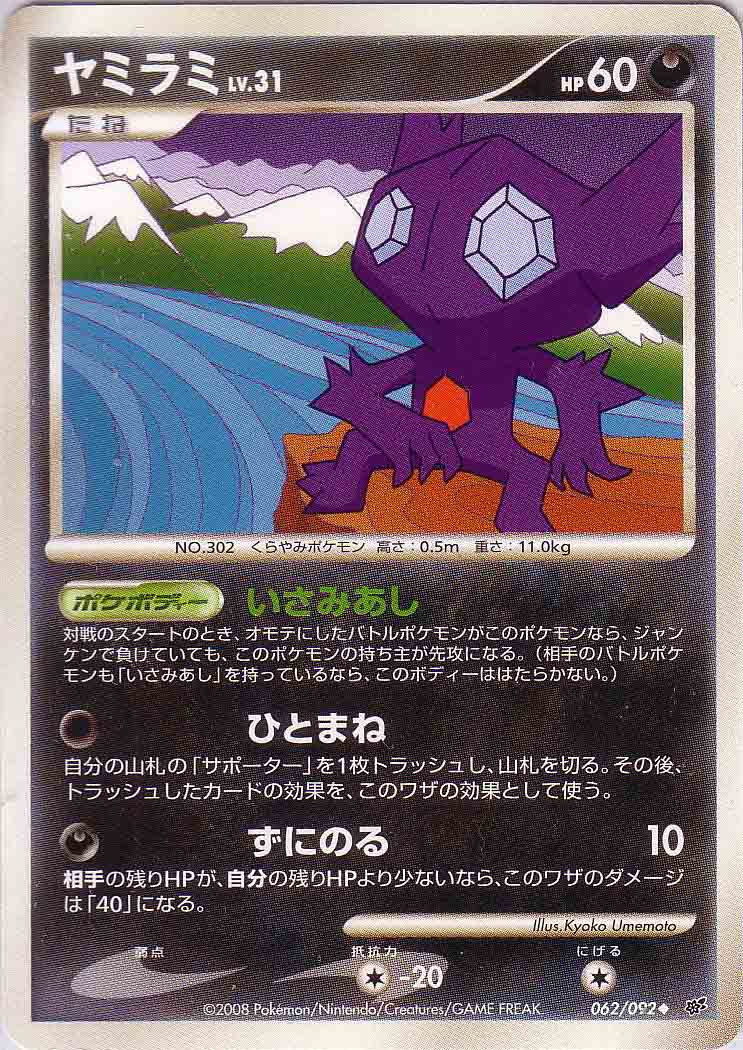 ヤミラミ LV.31 HP60
たね
NO.302 くらやみポケモン 高さ：0.5m 重さ：11.0kg
ポケボディー いさみあし
対戦のスタートのとき、オモテにしたバトルポケモンがこのポケモンなら、ジャン
ケンで負けていても、このポケモンの持ち主が先攻になる。（相手のバトルポケ
モンも「いさみあし」を持っているなら、このボディーははたらかない。）
ひとまね
自分の山札の「サポーター」を1枚トラッシュし、山札を切る。その後、
トラッシュしたカードの効果を、このワザの効果として使う。
ずにのる 10
相手の残りHPが、自分の残りHPより少ないなら、このワザのダメージ
は「40」になる。
Illus.Kyoko Umemoto
弱点 抵抗力 にげる
-20
©2008 Pokémon/Nintendo/Creatures/GAME FREAK 062/092